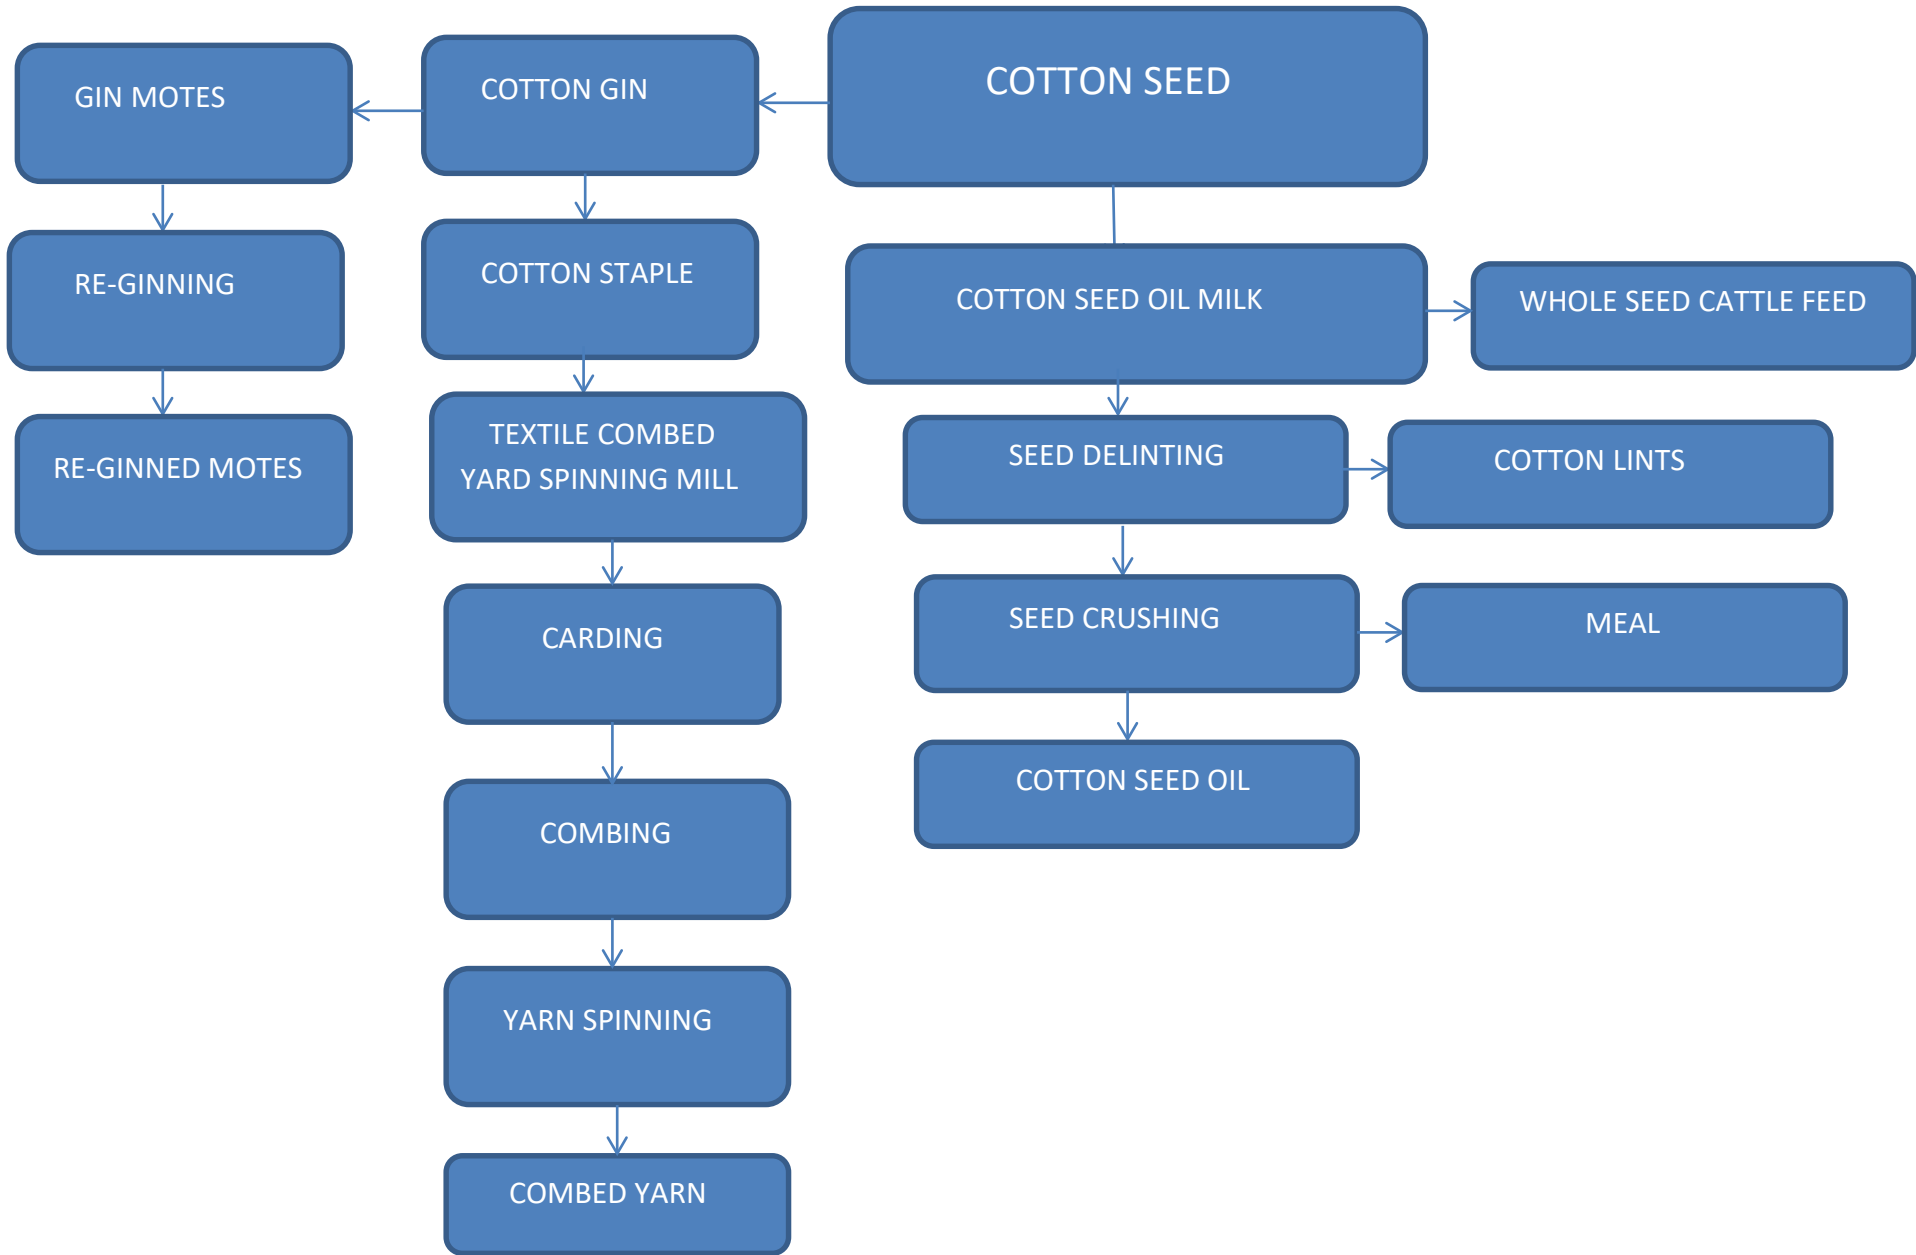 GIN MOTES
COTTON GIN
COTTON SEED
RE-GINNING
COTTON STAPLE
COTTON SEED OIL MILK
WHOLE SEED CATTLE FEED
RE-GINNED MOTES
TEXTILE COMBED
YARD SPINNING MILL
SEED DELINTING
COTTON LINTS
CARDING
SEED CRUSHING
MEAL
COMBING
COTTON SEED OIL
YARN SPINNING
COMBED YARN